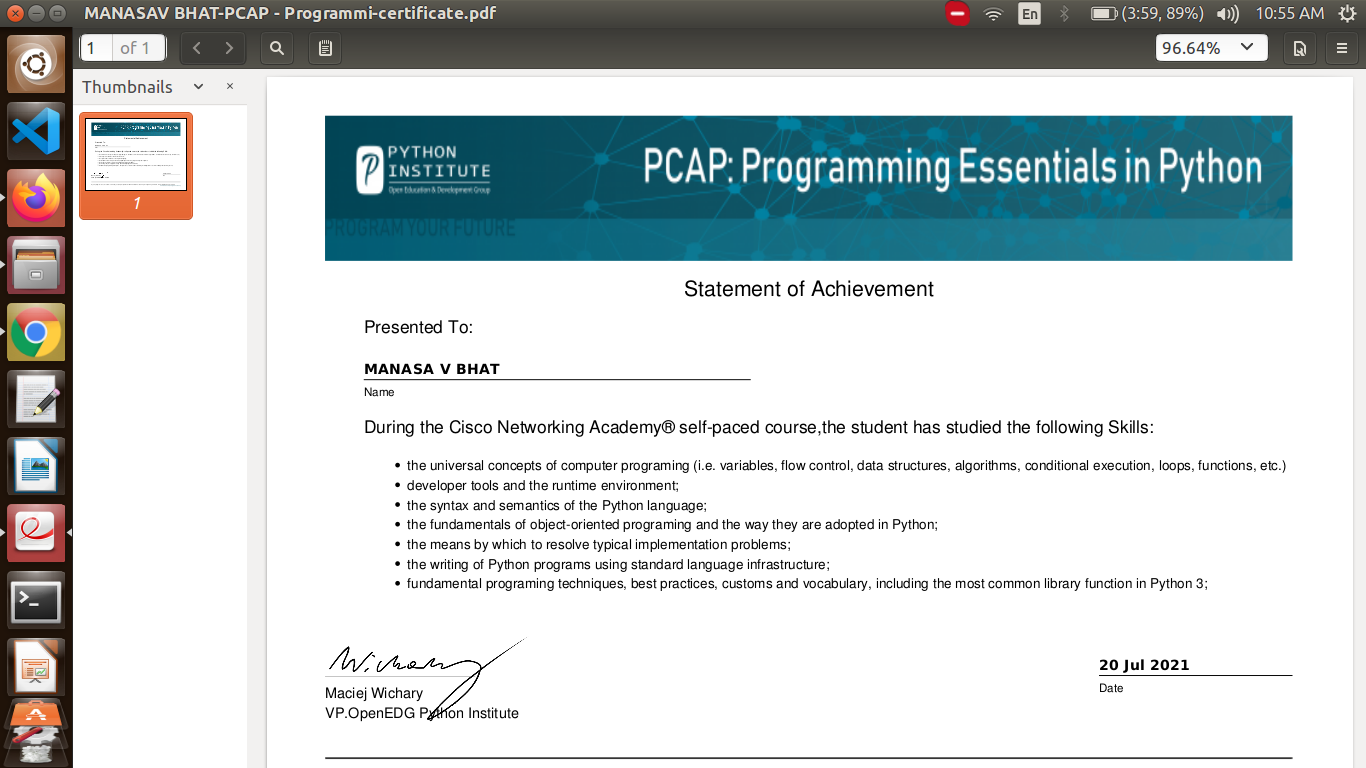 MANASAV BHAT-PCAP - Programmi-certificate.pdf
En
(3:59, 89%)
10:55 AM
1 of 1
96.64%
Thumbnails
1
PYTHON
INSTITUTE
Open Education & Development Group
PCAP: Programming Essentials in Python
PROGRAM YOUR FUTURE
Statement of Achievement
Presented To:
MANASA V BHAT
Name
During the Cisco Networking Academy® self-paced course,the student has studied the following Skills:
• the universal concepts of computer programing (i.e. variables, flow control, data structures, algorithms, conditional execution, loops, functions, etc.)
• developer tools and the runtime environment;
• the syntax and semantics of the Python language;
• the fundamentals of object-oriented programing and the way they are adopted in Python;
• the means by which to resolve typical implementation problems;
• the writing of Python programs using standard language infrastructure;
• fundamental programing techniques, best practices, customs and vocabulary, including the most common library function in Python 3;
Wichary
Maciej Wichary
VP.OpenEDG Python Institute
20 Jul 2021
Date